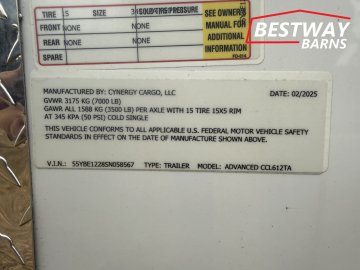 TIRE 15 SIZE COLD TIRE PRESSURE
FRONT NONE NONE
REAR NONE NONE
SPARE
SEE OWNER'S
MANUAL FOR
ADDITIONAL
INFORMATION
BESTWAY
BARNS
MANUFACTURED BY: CYNERGY CARGO, LLC DATE: 02/2025
GVWR 3175 KG (7000 LB)
GAWR ALL 1588 KG (3500 LB) PER AXLE WITH 15 TIRE 15X5 RIM
AT 345 KPA (50 PSI) COLD SINGLE
THIS VEHICLE CONFORMS TO ALL APPLICABLE U.S. FEDERAL MOTOR VEHICLE SAFETY
STANDARDS IN EFFECT ON THE DATE OF MANUFACTURE SHOWN ABOVE.
V.I.N.: 55YBE1228SN058567 TYPE: TRAILER MODEL: ADVANCED CCL612TA